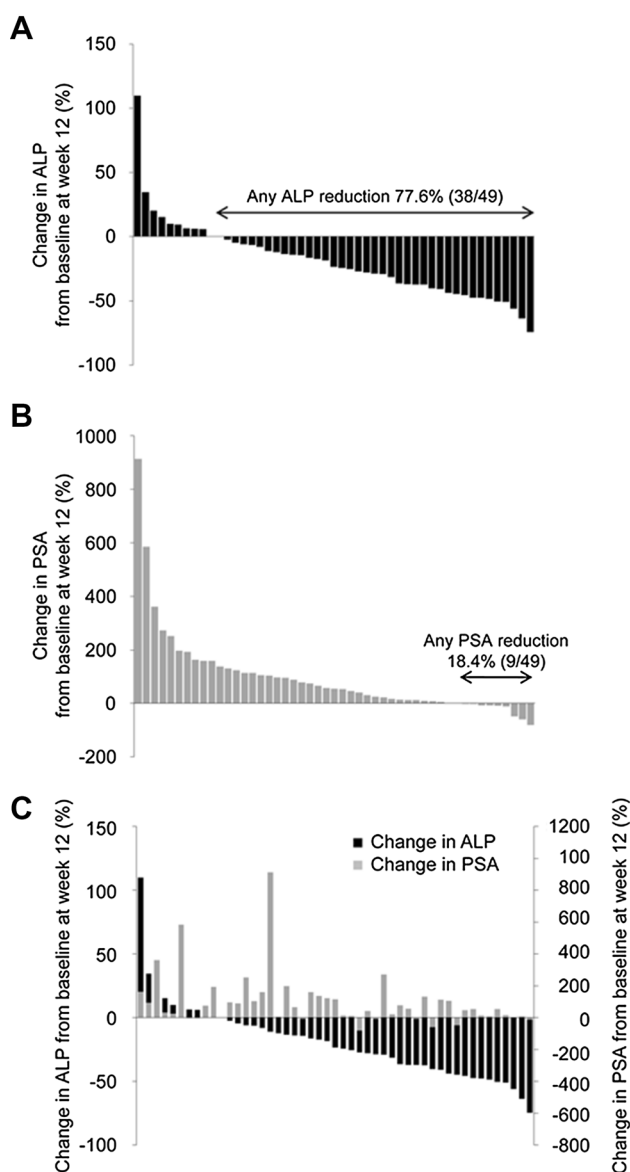 A
Change in ALP
from baseline at week 12 (%)
150
100
50
0
-50
-100
Any ALP reduction 77.6% (38/49)
B
Change in PSA
from baseline at week 12 (%)
1000
800
600
400
200
0
-200
Any PSA reduction
18.4% (9/49)
C
Change in ALP from baseline at week 12 (%)
150
100
50
0
-50
-100
Change in ALP
Change in PSA
1200
1000
800
600
400
200
0
-200
-400
-600
-800
Change in PSA from baseline at week 12 (%)